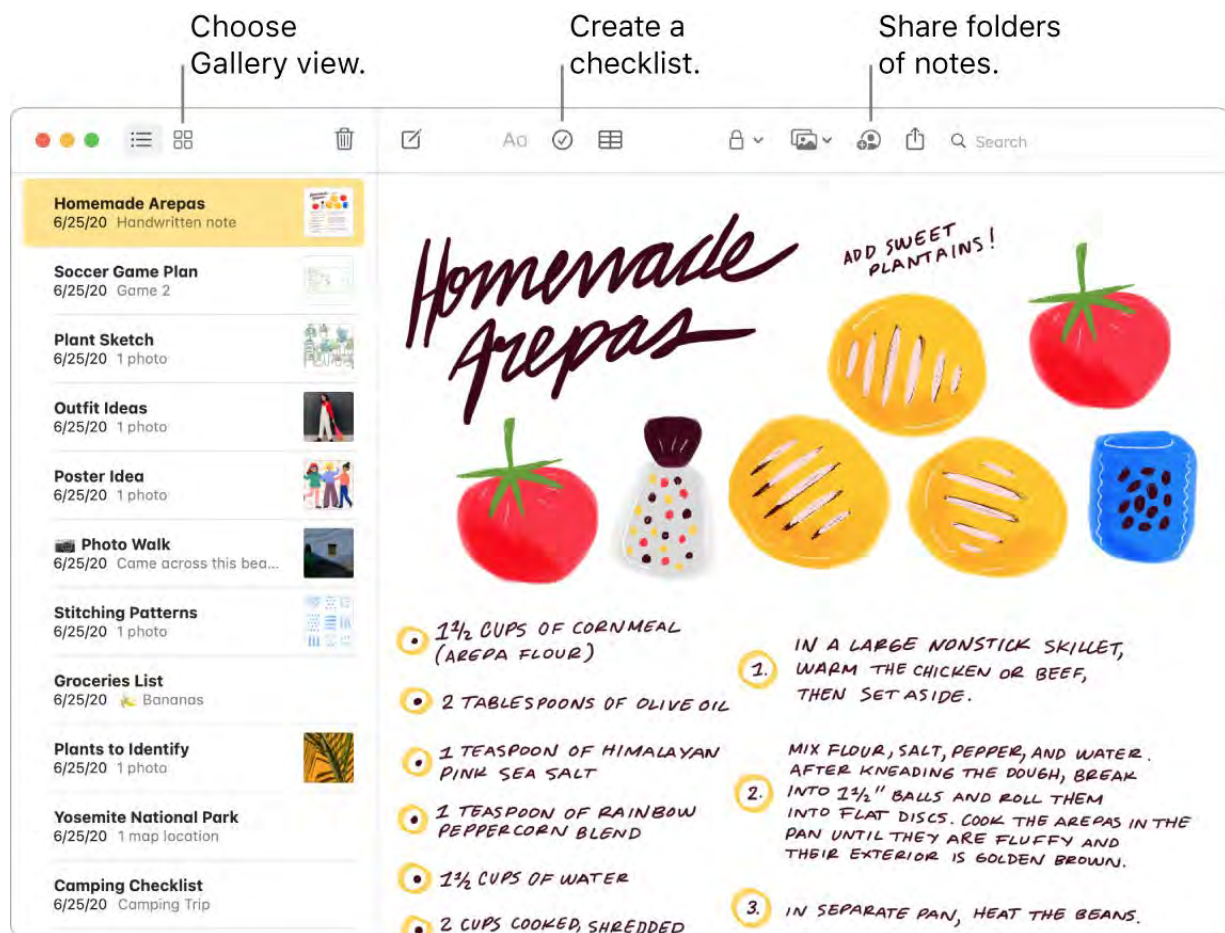 Choose
Gallery view.
Create a
checklist.
Share folders
of notes.
Aa
Search
Homemade Arepas
6/25/20 Handwritten note
Soccer Game Plan
6/25/20 Game 2
Plant Sketch
6/25/20 1 photo
Outfit Ideas
6/25/20 1 photo
Poster Idea
6/25/20 1 photo
Photo Walk
6/25/20 Came across this bea...
Stitching Patterns
6/25/20 1 photo
Groceries List
6/25/20 Bananas
Plants to Identify
6/25/20 1 photo
Yosemite National Park
6/25/20 1 map location
Camping Checklist
6/25/20 Camping Trip
Homemade
Arepas
ADD SWEET
PLANTAINS!
1 1/2 CUPS OF CORNMEAL
(AREPA FLOUR)
2 TABLESPOONS OF OLIVE OIL
1 TEASPOON OF HIMALAYAN
PINK SEA SALT
1 TEASPOON OF RAINBOW
PEPPERCORN BLEND
1 1/2 CUPS OF WATER
2 CUPS COOKED, SHREDDED
1. IN A LARGE NONSTICK SKILLET,
WARM THE CHICKEN OR BEEF,
THEN SET ASIDE.
2. MIX FLOUR, SALT, PEPPER, AND WATER.
AFTER KNEADING THE DOUGH, BREAK
INTO 1 1/2" BALLS AND ROLL THEM
INTO FLAT DISCS. COOK THE AREPAS IN THE
PAN UNTIL THEY ARE FLUFFY AND
THEIR EXTERIOR IS GOLDEN BROWN.
3. IN SEPARATE PAN, HEAT THE BEANS.